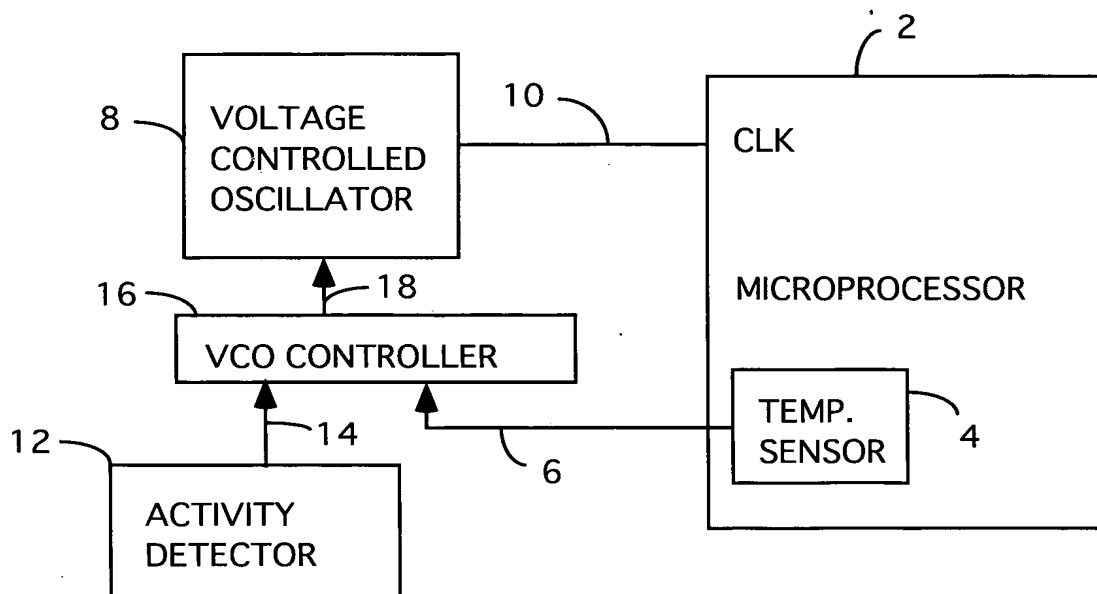 2
10
8
VOLTAGE
CONTROLLED
OSCILLATOR
CLK
18
16
MICROPROCESSOR
VCO CONTROLLER
TEMP.
SENSOR
4
14
12
6
ACTIVITY
DETECTOR